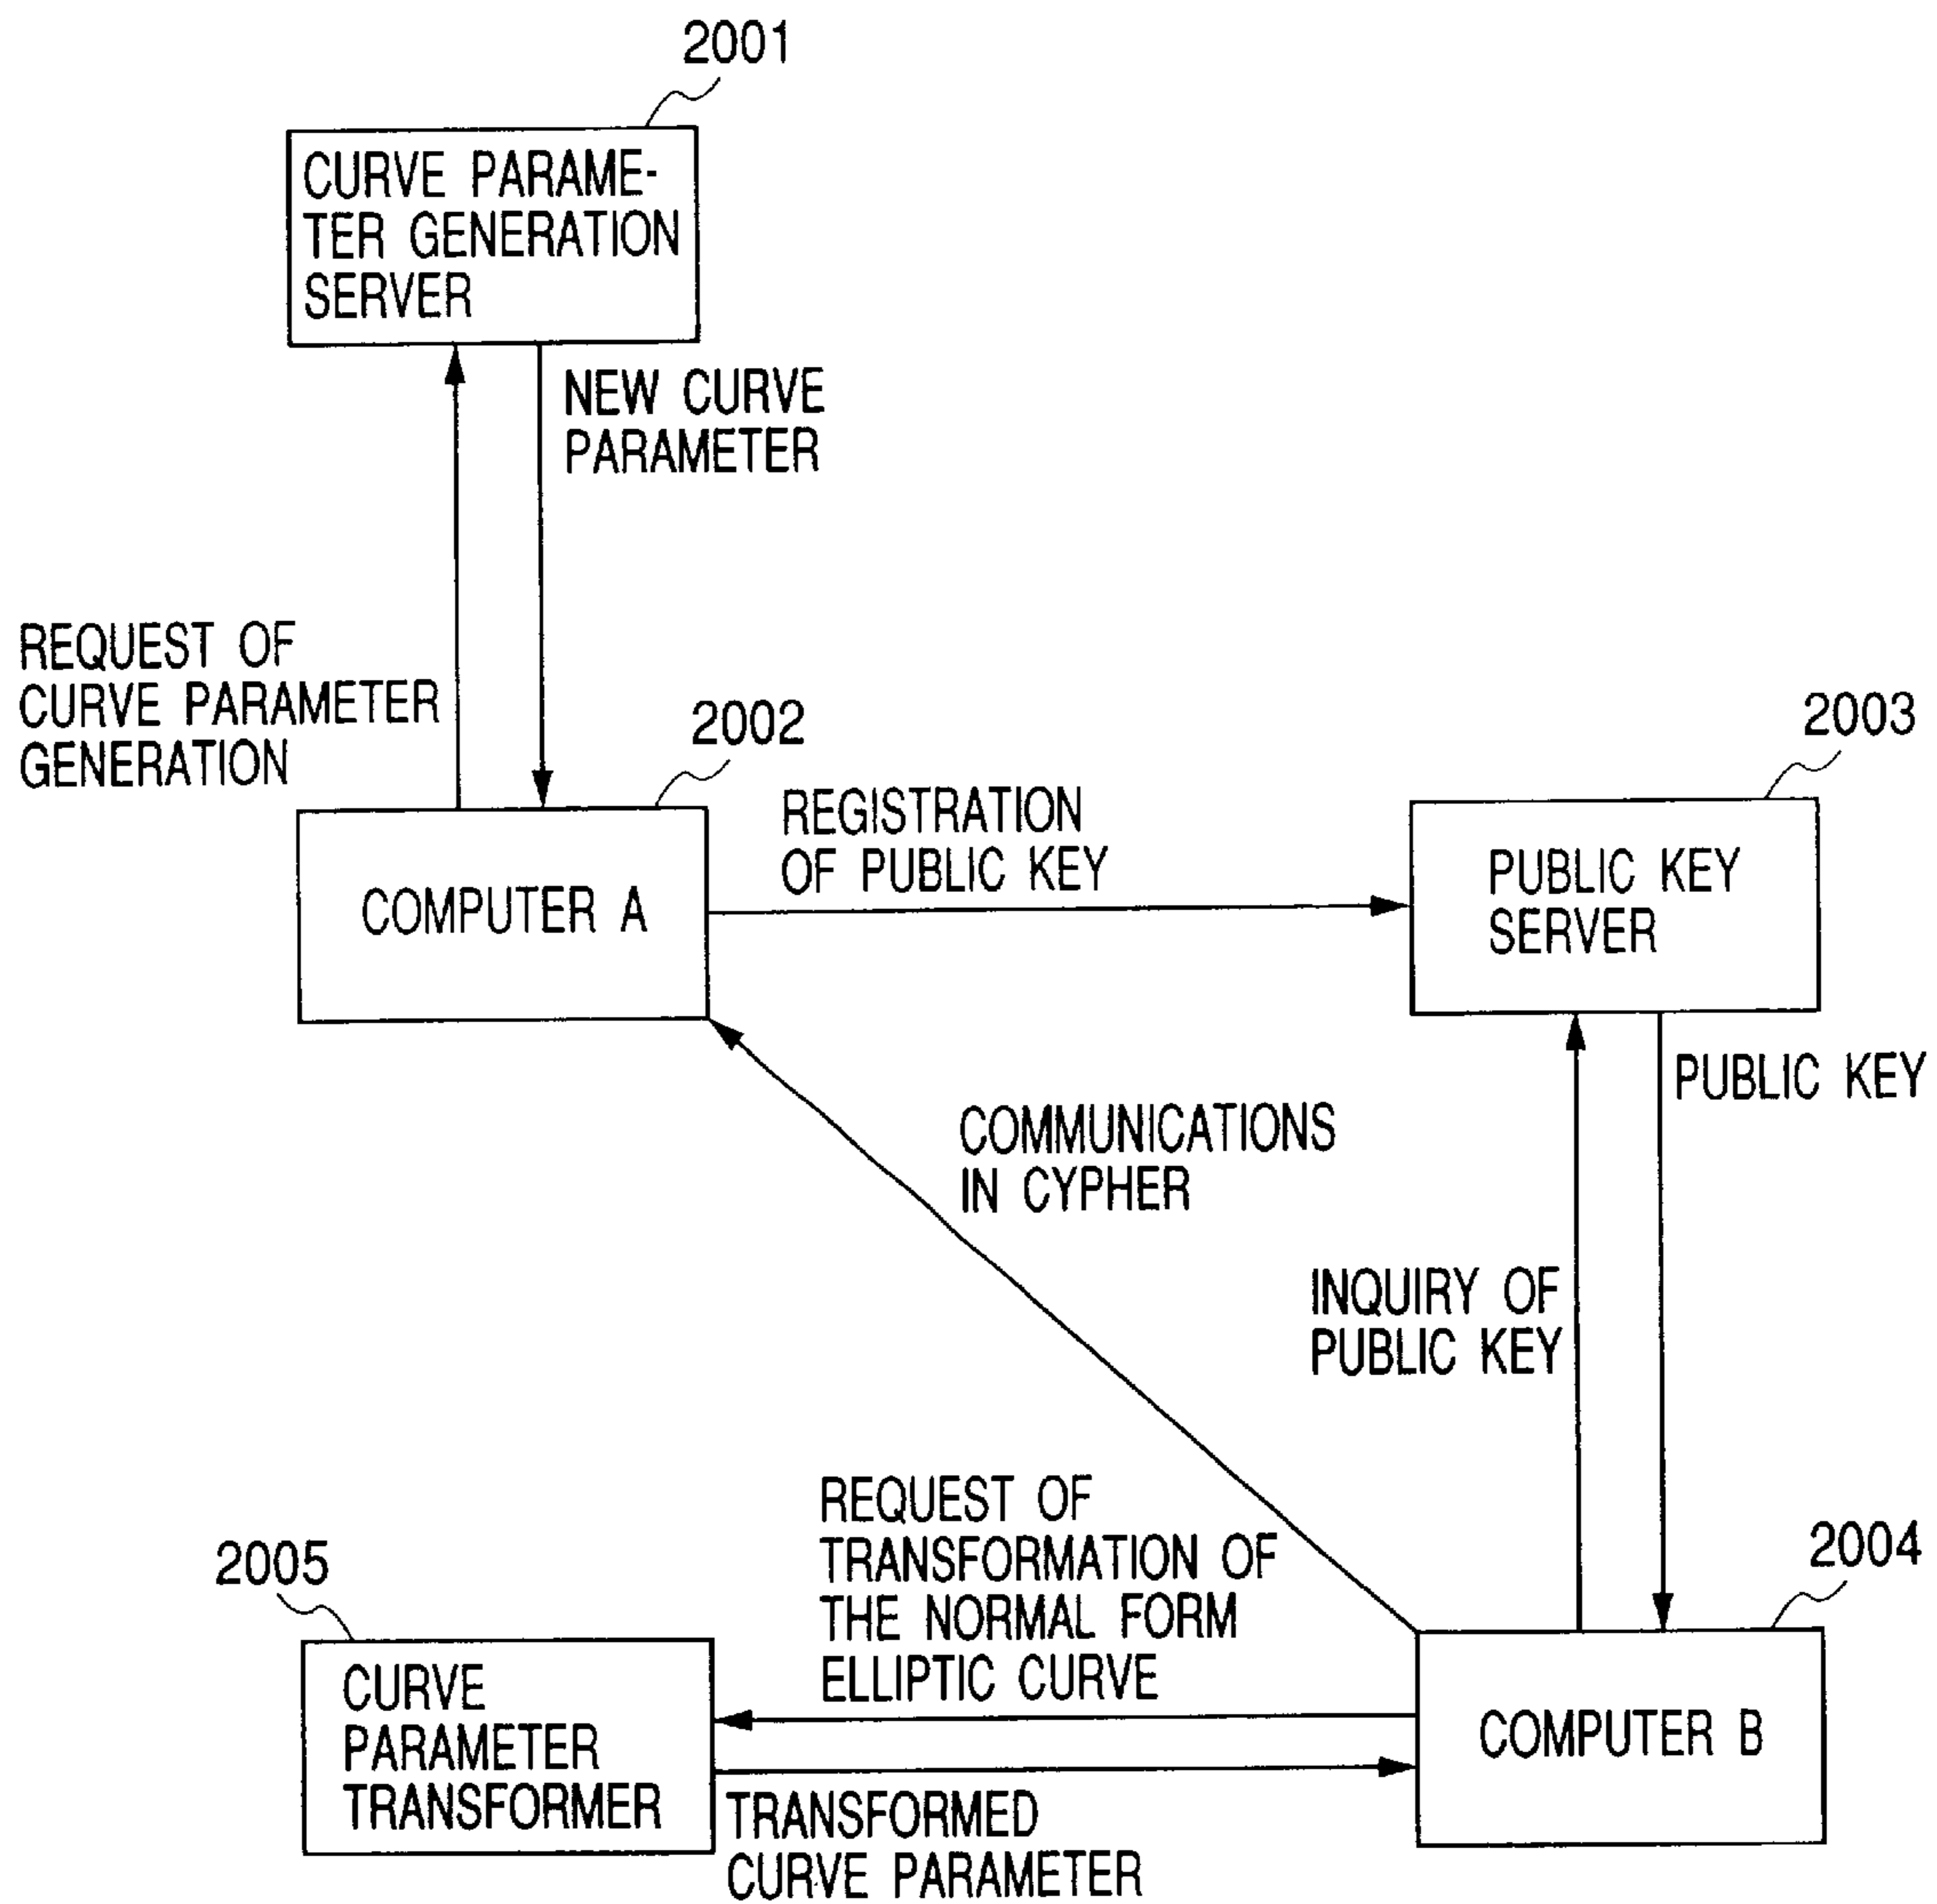 2001
CURVE PARAME-
TER GENERATION
SERVER
NEW CURVE
PARAMETER
REQUEST OF
CURVE PARAMETER
GENERATION
2002
2003
REGISTRATION
OF PUBLIC KEY
COMPUTER A
PUBLIC KEY
SERVER
PUBLIC KEY
COMMUNICATIONS
IN CYPHER
INQUIRY OF
PUBLIC KEY
REQUEST OF
TRANSFORMATION OF
THE NORMAL FORM
ELLIPTIC CURVE
2005
2004
CURVE
PARAMETER
TRANSFORMER
COMPUTER B
TRANSFORMED
CURVE PARAMETER